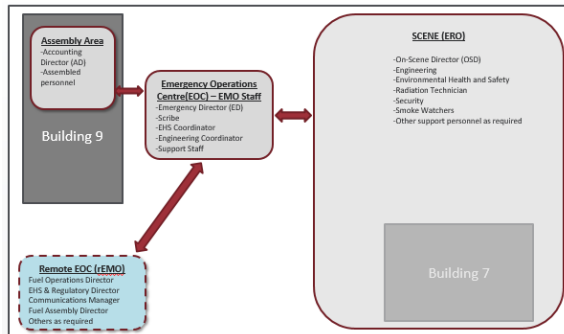 Assembly Area
-Accounting
Director (AD)
-Assembled
personnel
Building 9
Emergency Operations
Centre(EOC) – EMO Staff
-Emergency Director (ED)
-Scribe
-EHS Coordinator
-Engineering Coordinator
-Support Staff
SCENE (ERO)
-On-Scene Director (OSD)
-Engineering
-Environmental Health and Safety
-Radiation Technician
-Security
-Smoke Watchers
-Other support personnel as required
Building 7
Remote EOC (rEMO)
Fuel Operations Director
EHS & Regulatory Director
Communications Manager
Fuel Assembly Director
Others as required